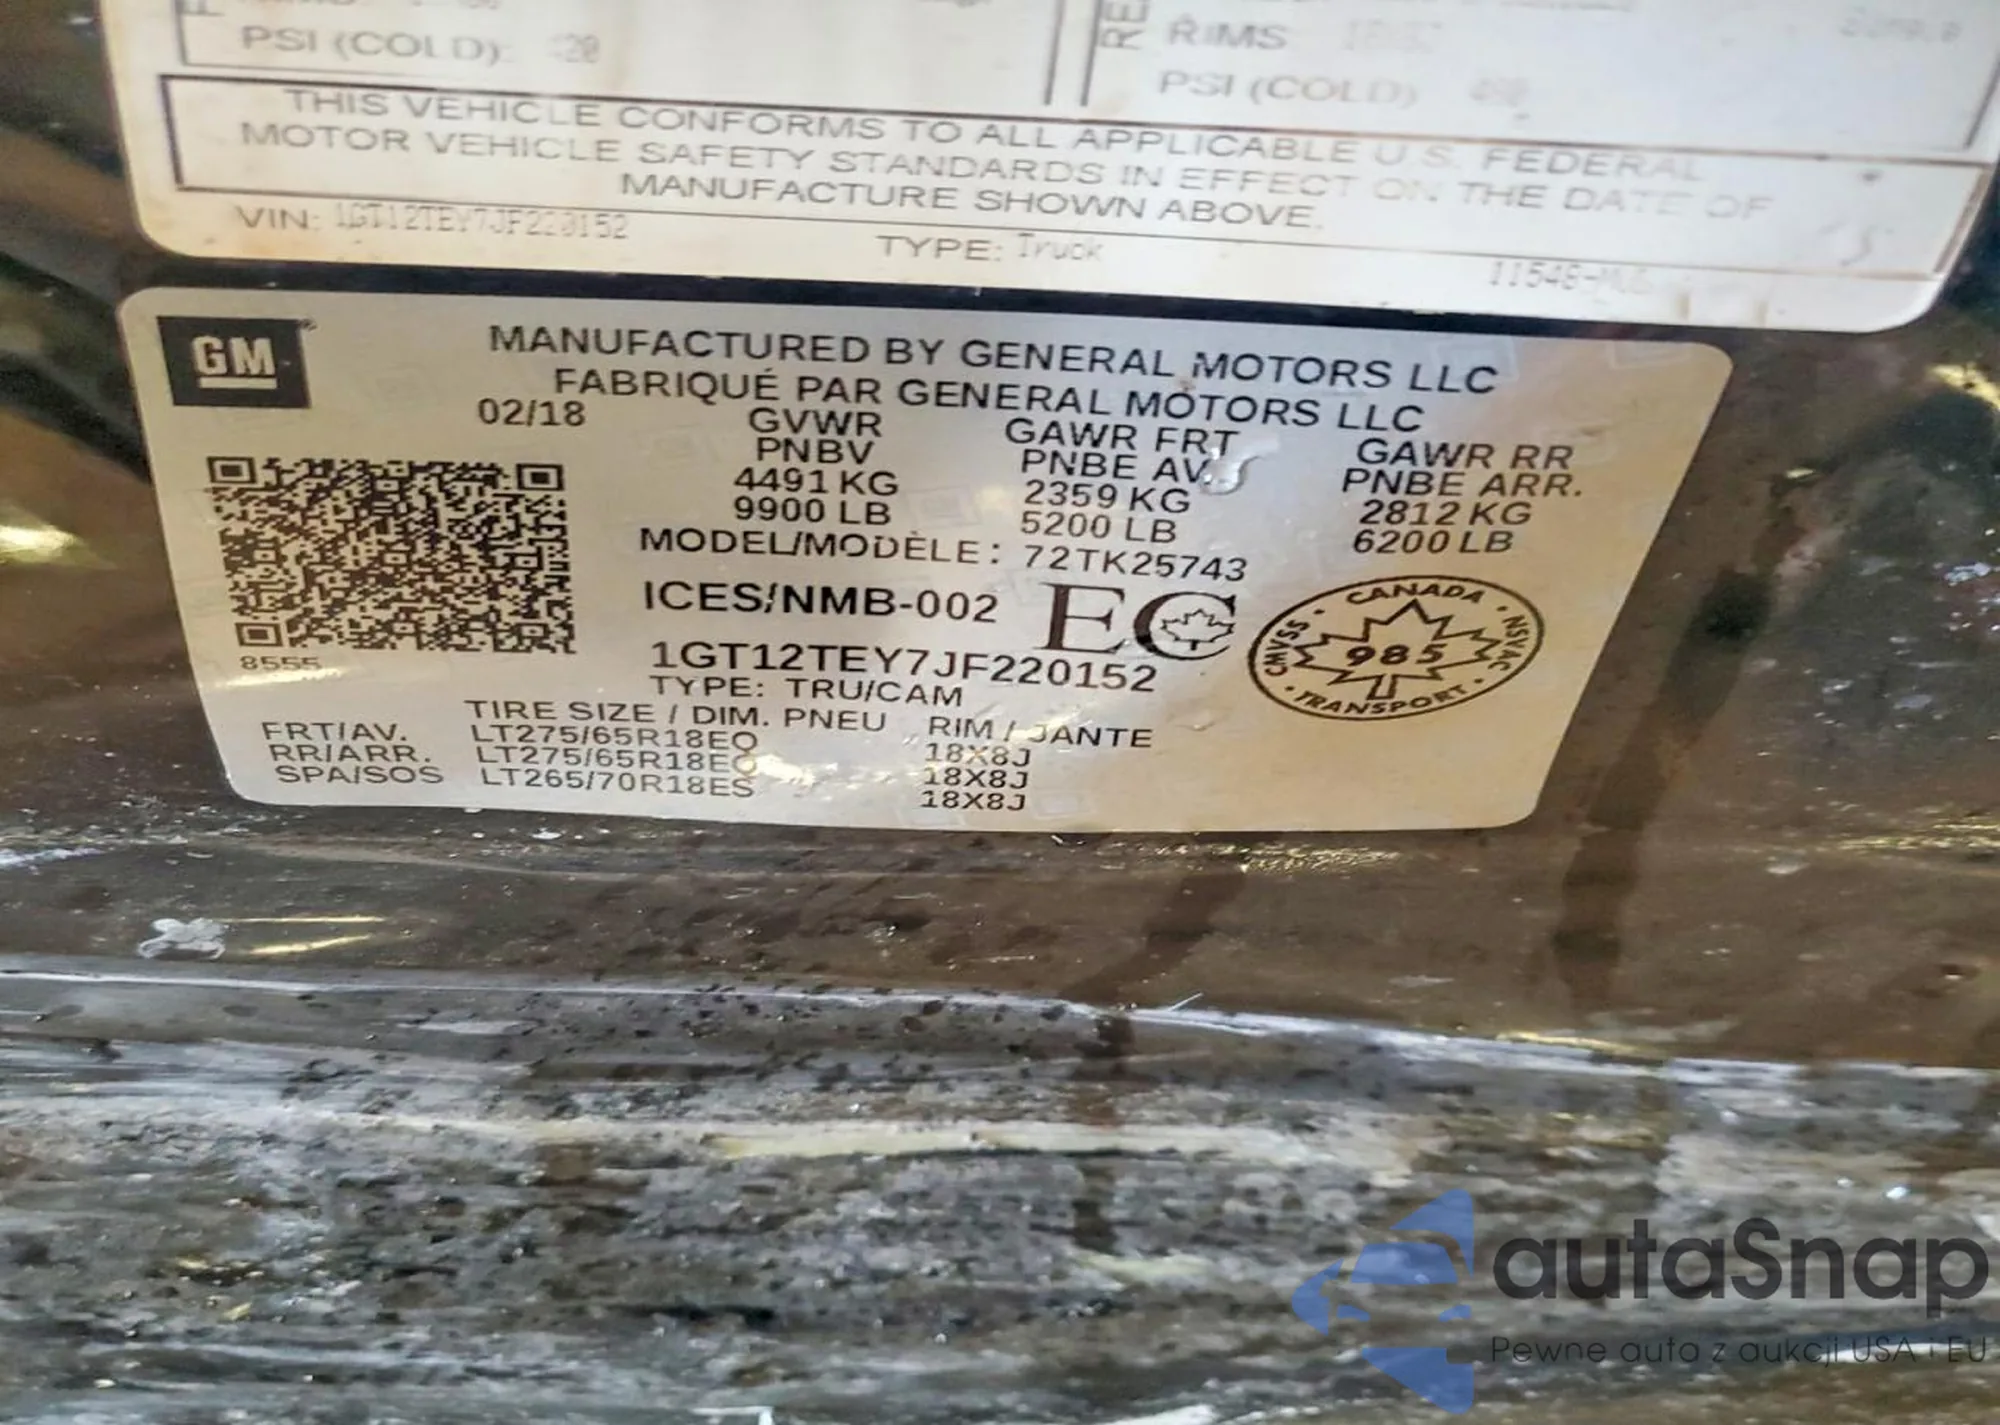 PSI (COLD):
RIMS
PSI (COLD)
THIS VEHICLE CONFORMS TO ALL APPLICABLE U.S. FEDERAL
MOTOR VEHICLE SAFETY STANDARDS IN EFFECT ON THE DATE OF
MANUFACTURE SHOWN ABOVE.
VIN: 1GT12TEY7JF220152
TYPE: Truck
GM
MANUFACTURED BY GENERAL MOTORS LLC
FABRIQUÉ PAR GENERAL MOTORS LLC
02/18 GVWR GAWR FRT GAWR RR
PNBV PNBE AV. PNBE ARR.
4491 KG 2359 KG 2812 KG
9900 LB 5200 LB 6200 LB
MODEL/MODÈLE: 72TK25743
ICES/NMB-002 EC
CANADA
CMVSS 985 NSVAC
TRANSPORT
8555
1GT12TEY7JF220152
TYPE: TRU/CAM
TIRE SIZE / DIM. PNEU RIM / JANTE
FRT/AV. LT275/65R18EQ 18X8J
RR/ARR. LT275/65R18EQ 18X8J
SPA/SOS LT265/70R18ES 18X8J
autaSnap
Pewne auta z aukcji USA i EU